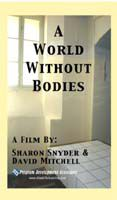 A
WORLD
WITHOUT
BODIES
A FILM BY:
SHARON SNYDER &
DAVID MITCHELL
PROGRAM DEVELOPMENT ASSOCIATES